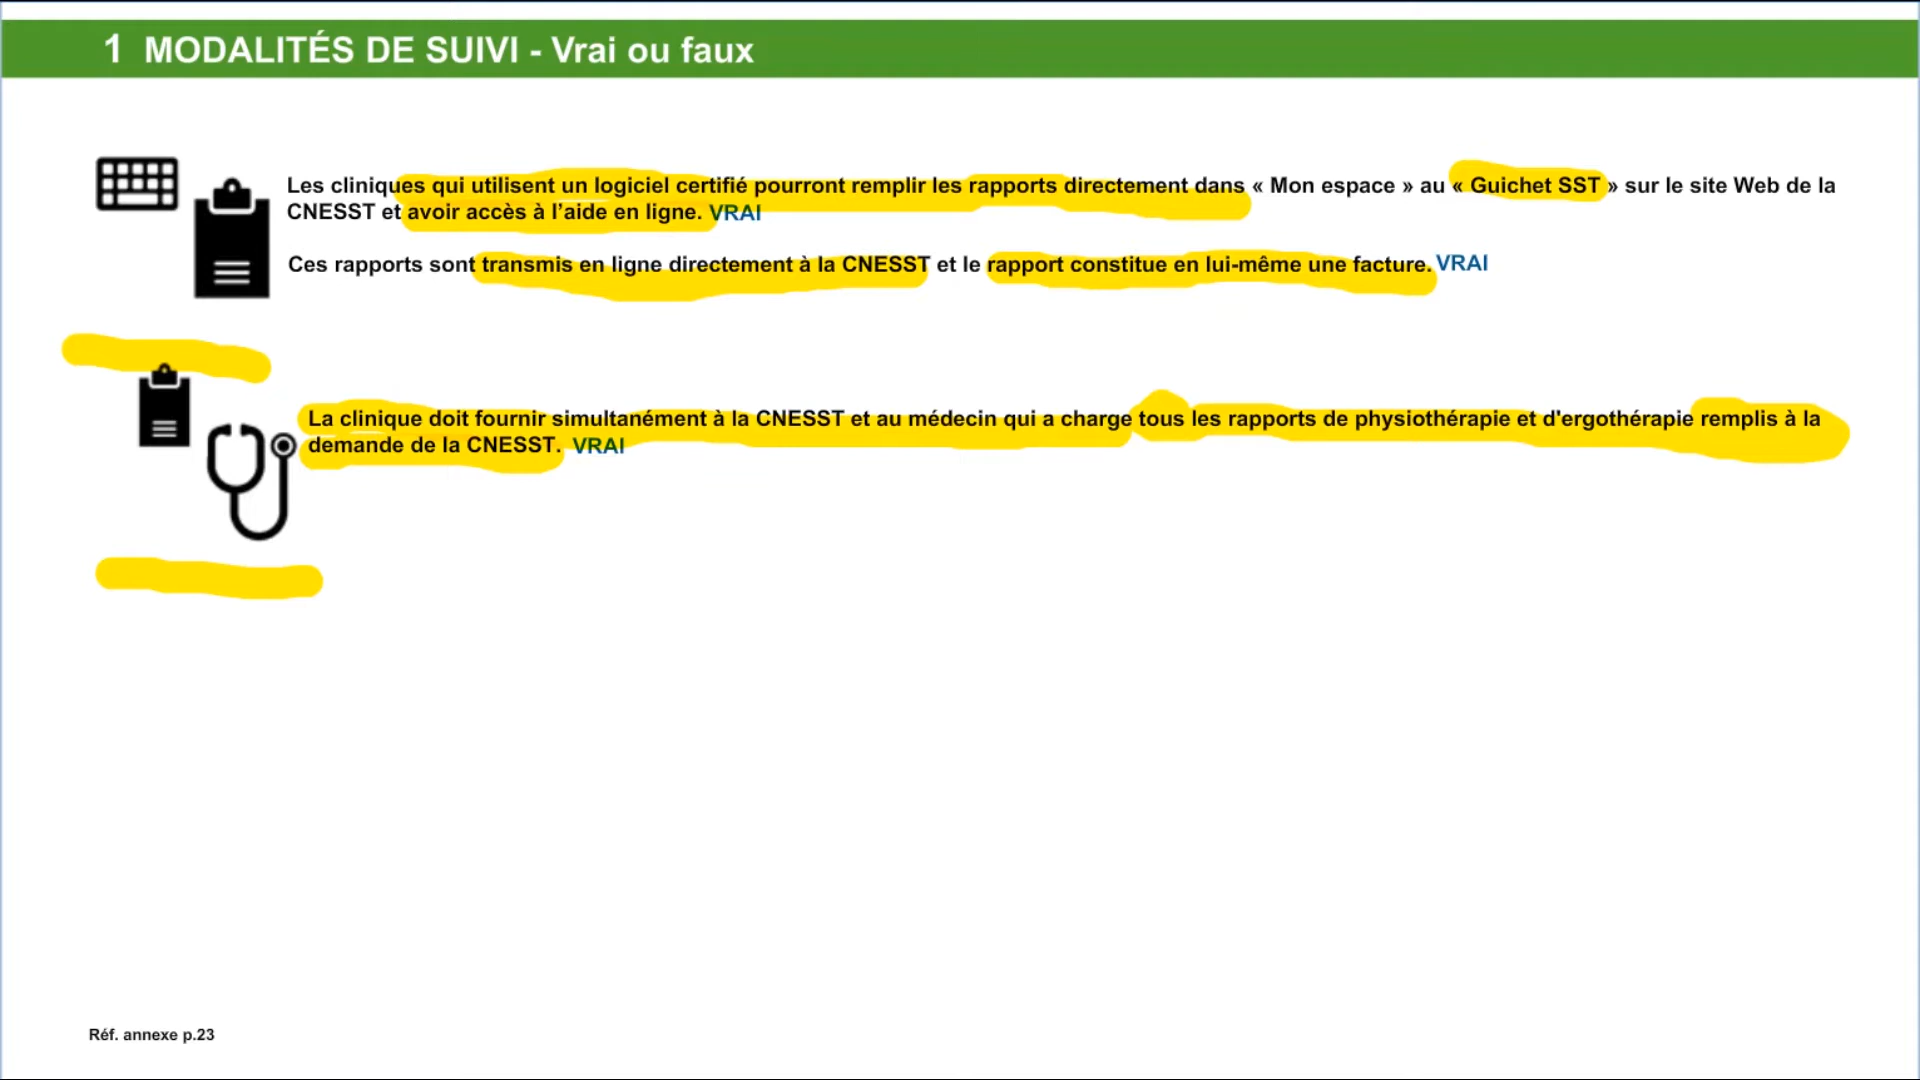 1 MODALITÉS DE SUIVI - Vrai ou faux
Les cliniques qui utilisent un logiciel certifié pourront remplir les rapports directement dans « Mon espace » au « Guichet SST » sur le site Web de la
CNESST et avoir accès à l’aide en ligne. VRAI
Ces rapports sont transmis en ligne directement à la CNESST et le rapport constitue en lui-même une facture. VRAI
La clinique doit fournir simultanément à la CNESST et au médecin qui a charge tous les rapports de physiothérapie et d'ergothérapie remplis à la
demande de la CNESST. VRAI
Réf. annexe p.23